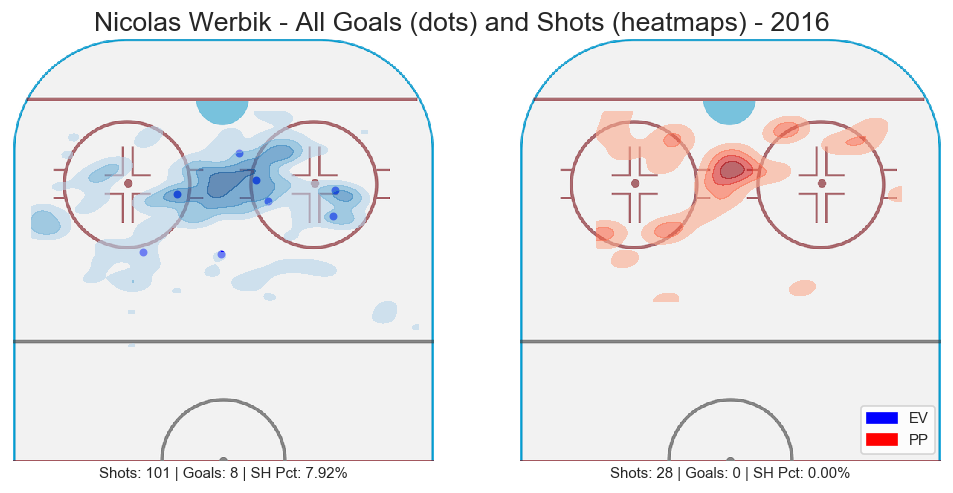 Nicolas Werbik - All Goals (dots) and Shots (heatmaps) - 2016
EV
PP
Shots: 101 | Goals: 8 | SH Pct: 7.92%
Shots: 28 | Goals: 0 | SH Pct: 0.00%